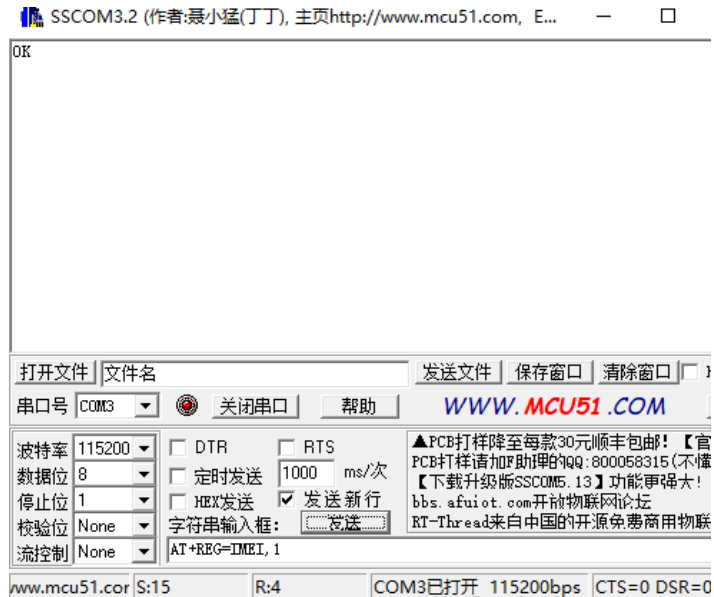 SSCOM3.2 (作者:聂小猛(丁丁), 主页http://www.mcu51.com, E...
OK
打开文件 文件名 发送文件 保存窗口 清除窗口
串口号 COM3 关闭串口 帮助 WWW.MCU51.COM
波特率 115200 DTR RTS
数据位 8 定时发送 1000 ms/次
停止位 1 HEX发送 发送新行
校验位 None 字符串输入框: 发送
流控制 None AT+REG=IMEI,1
▲PCB打样降至每款30元顺丰包邮!【官
PCB打样请加F助理的QQ:800058315(不懂
【下载升级版SSCOM5.13】功能更强大!
bbs.afuiot.com开放物联网论坛
RT-Thread来自中国的开源免费商用物联
www.mcu51.cor S:15 R:4 COM3已打开 115200bps CTS=0 DSR=0